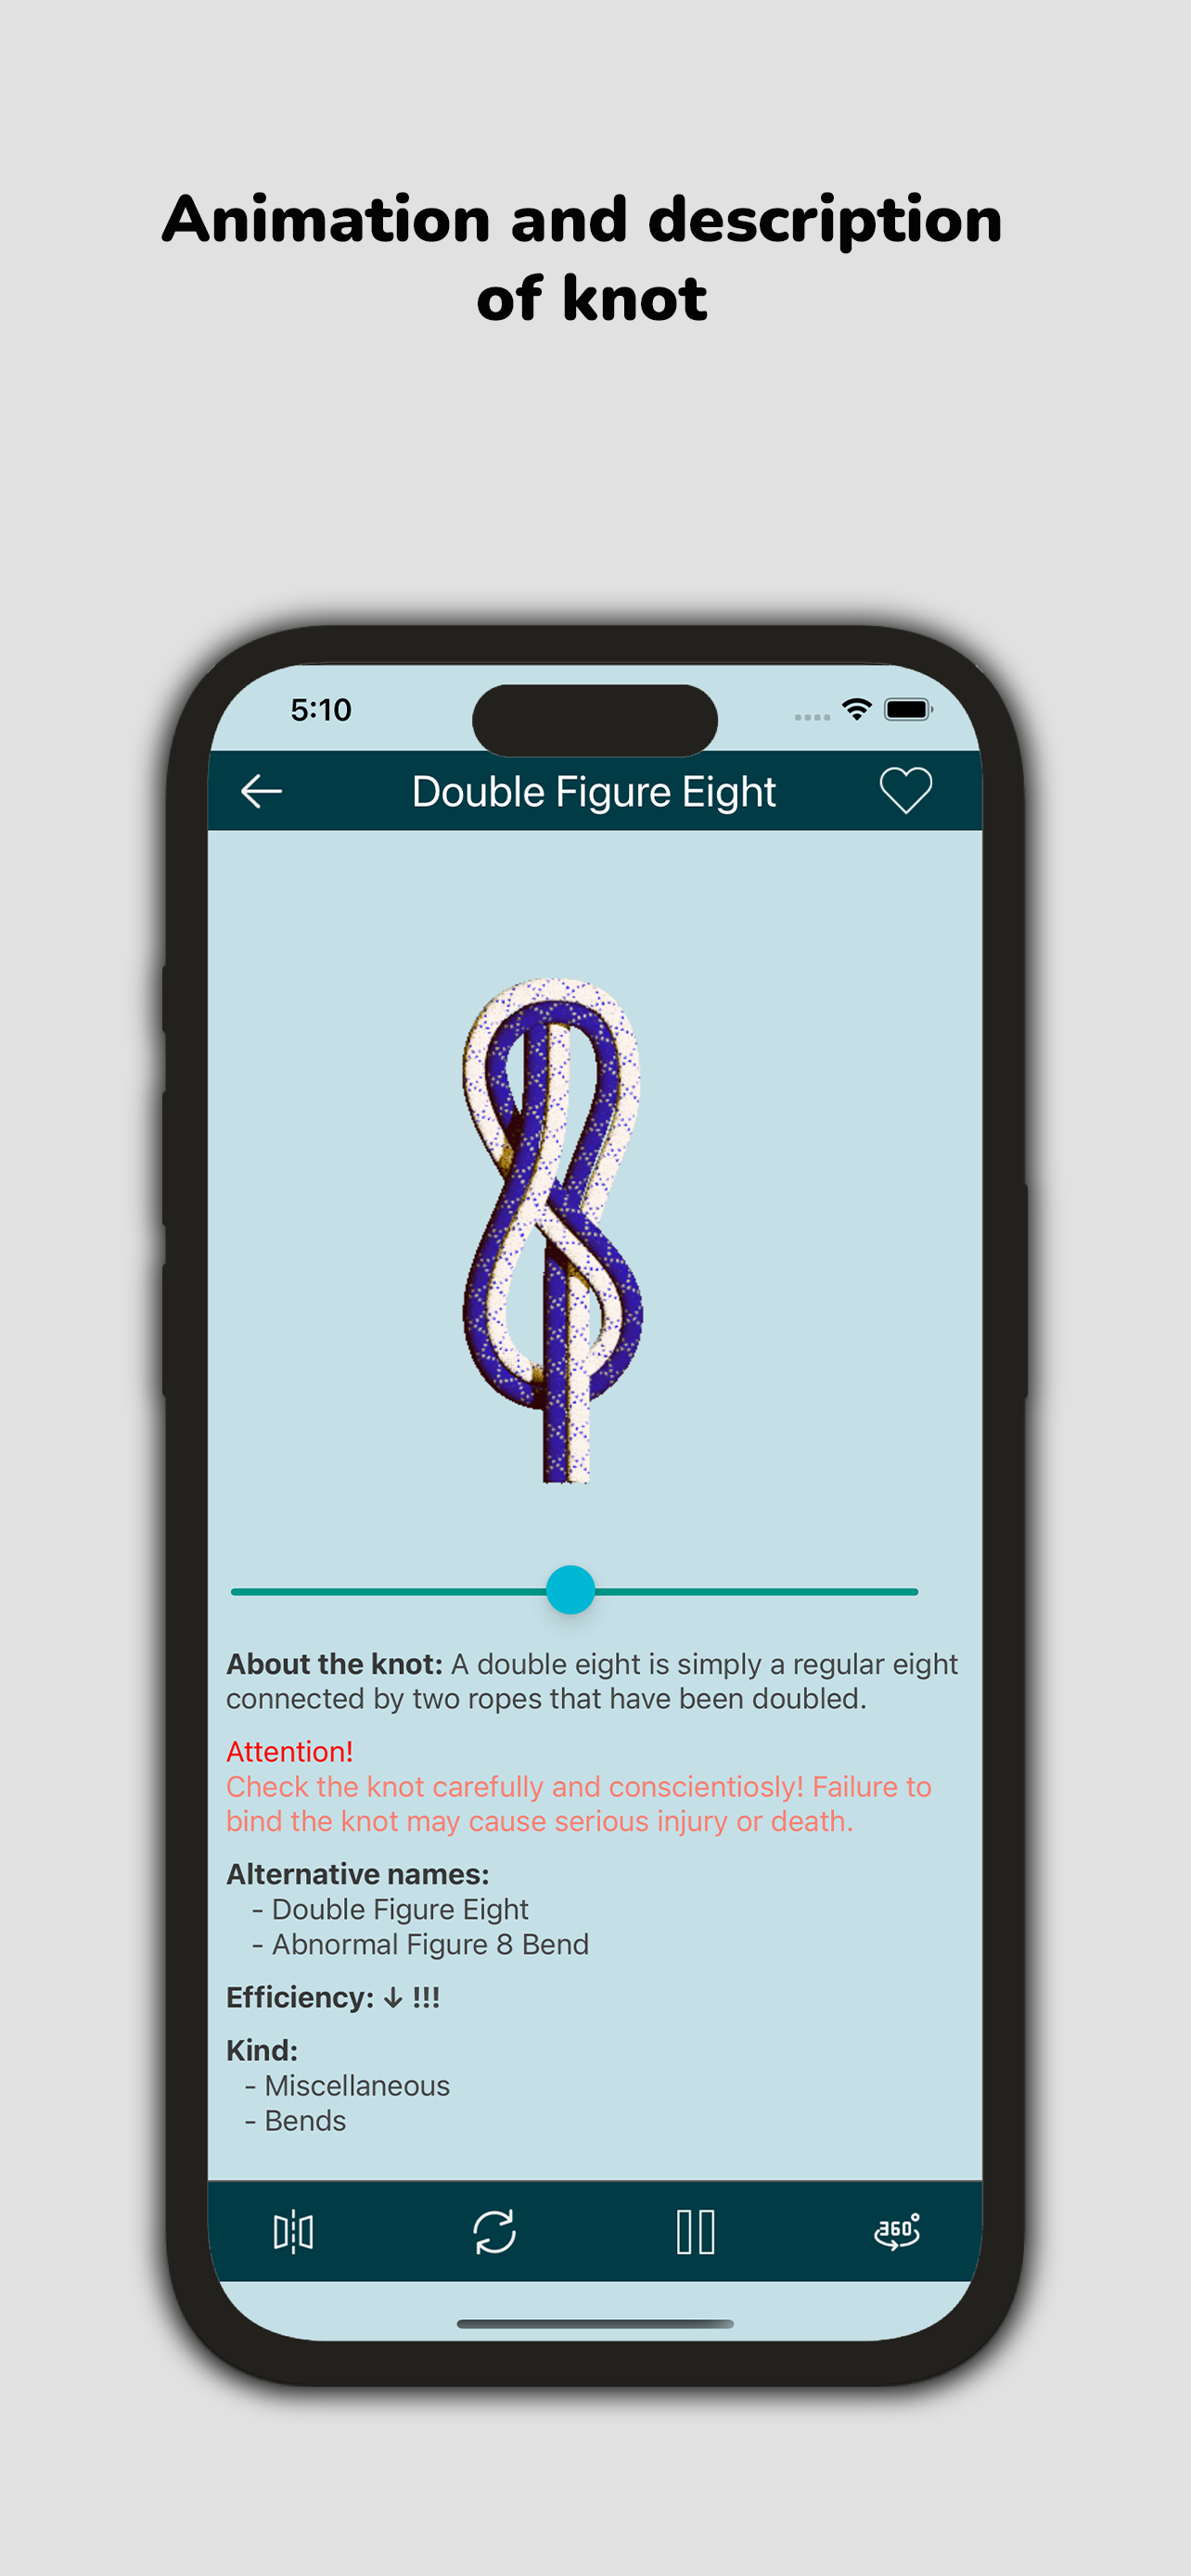 Animation and description
of knot
5:10
Double Figure Eight
About the knot: A double eight is simply a regular eight
connected by two ropes that have been doubled.
Attention!
Check the knot carefully and conscientiosly! Failure to
bind the knot may cause serious injury or death.
Alternative names:
- Double Figure Eight
- Abnormal Figure 8 Bend
Efficiency: ↓ !!!
Kind:
- Miscellaneous
- Bends
360°